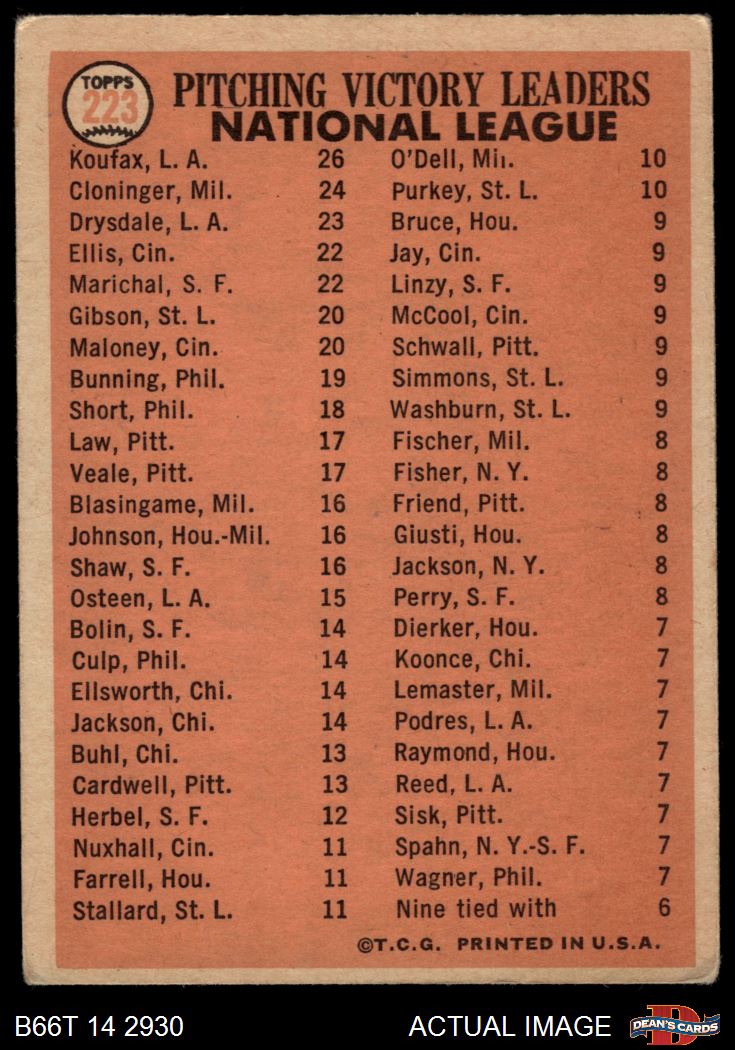 TOPPS
223
PITCHING VICTORY LEADERS
NATIONAL LEAGUE
Koufax, L. A. 26
Cloninger, Mil. 24
Drysdale, L. A. 23
Ellis, Cin. 22
Marichal, S. F. 22
Gibson, St. L. 20
Maloney, Cin. 20
Bunning, Phil. 19
Short, Phil. 18
Law, Pitt. 17
Veale, Pitt. 17
Blasingame, Mil. 16
Johnson, Hou.-Mil. 16
Shaw, S. F. 16
Osteen, L. A. 15
Bolin, S. F. 14
Culp, Phil. 14
Ellsworth, Chi. 14
Jackson, Chi. 14
Buhl, Chi. 13
Cardwell, Pitt. 13
Herbel, S. F. 12
Nuxhall, Cin. 11
Farrell, Hou. 11
Stallard, St. L. 11
O'Dell, Mil. 10
Purkey, St. L. 10
Bruce, Hou. 9
Jay, Cin. 9
Linzy, S. F. 9
McCool, Cin. 9
Schwall, Pitt. 9
Simmons, St. L. 9
Washburn, St. L. 9
Fischer, Mil. 8
Fisher, N. Y. 8
Friend, Pitt. 8
Giusti, Hou. 8
Jackson, N. Y. 8
Perry, S. F. 8
Dierker, Hou. 7
Koonce, Chi. 7
Lemaster, Mil. 7
Podres, L. A. 7
Raymond, Hou. 7
Reed, L. A. 7
Sisk, Pitt. 7
Spahn, N. Y.-S. F. 7
Wagner, Phil. 7
Nine tied with 6
©T.C.G. PRINTED IN U.S.A.
B66T 14 2930
ACTUAL IMAGE
D
DEAN'S CARDS